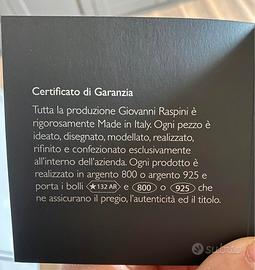 Certificato di Garanzia
Tutta la produzione Giovanni Raspini è
rigorosamente Made in Italy. Ogni pezzo è
ideato, disegnato, modellato, realizzato,
rifinito e confezionato esclusivamente
all'interno dell'azienda. Ogni prodotto è
realizzato in argento 800 o argento 925 e
porta i bolli ★132 AR e 800 o 925 che
ne assicurano il pregio, l'autenticità ed il titolo.
subito